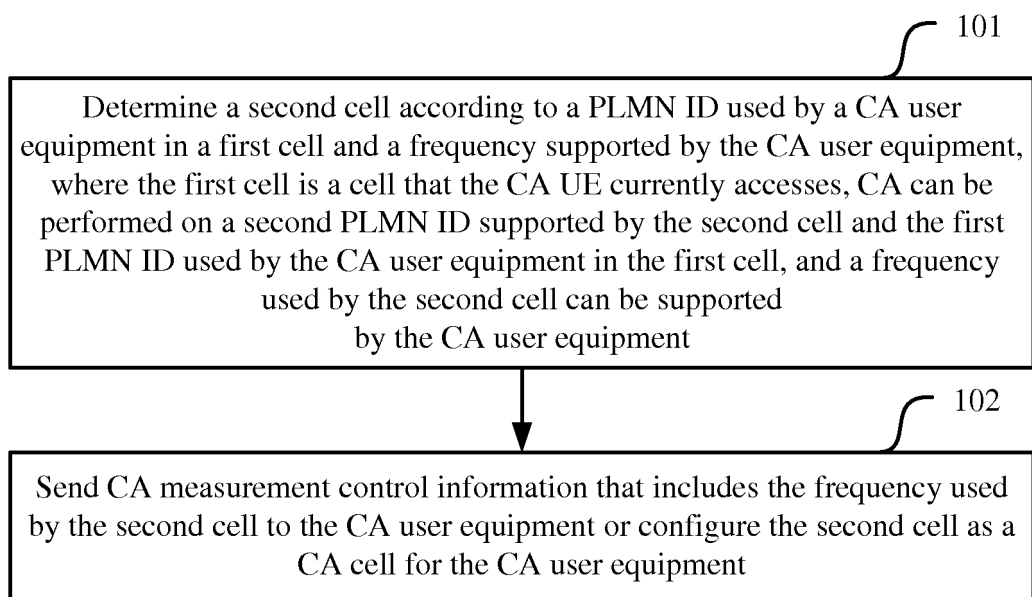 101
Determine a second cell according to a PLMN ID used by a CA user
equipment in a first cell and a frequency supported by the CA user equipment,
where the first cell is a cell that the CA UE currently accesses, CA can be
performed on a second PLMN ID supported by the second cell and the first
PLMN ID used by the CA user equipment in the first cell, and a frequency
used by the second cell can be supported
by the CA user equipment
102
Send CA measurement control information that includes the frequency used
by the second cell to the CA user equipment or configure the second cell as a
CA cell for the CA user equipment